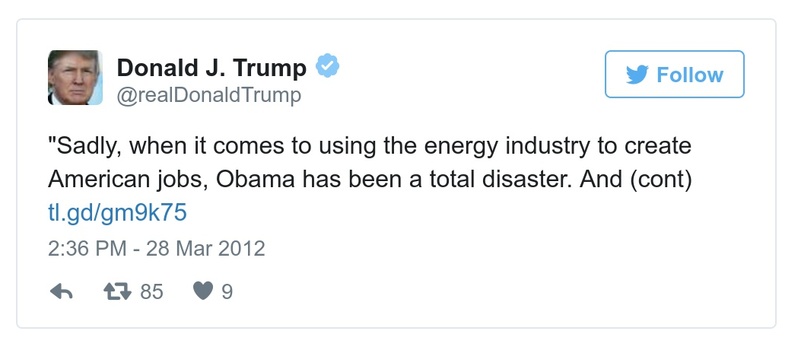 Donald J. Trump
@realDonaldTrump
Follow
"Sadly, when it comes to using the energy industry to create
American jobs, Obama has been a total disaster. And (cont)
tl.gd/gm9k75
2:36 PM - 28 Mar 2012
85 9